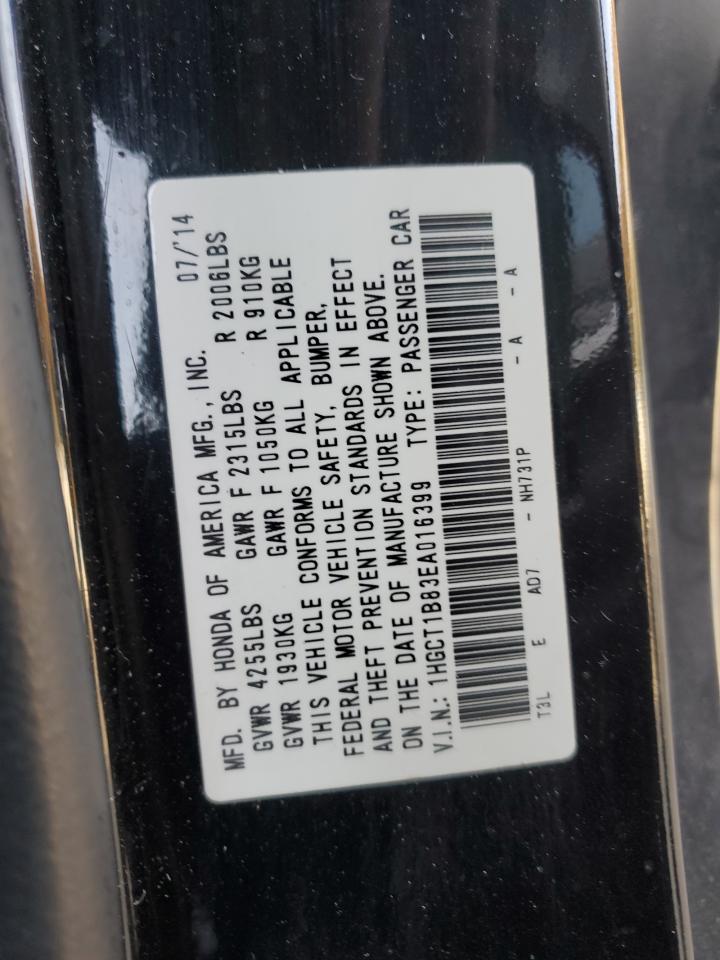 MFD. BY HONDA OF AMERICA MFG., INC. 07/'14
GVWR 4255LBS GAWR F 2315LBS R 2006LBS
GVWR 1930KG GAWR F 1050KG R 910KG
THIS VEHICLE CONFORMS TO ALL APPLICABLE
FEDERAL MOTOR VEHICLE SAFETY, BUMPER,
AND THEFT PREVENTION STANDARDS IN EFFECT
ON THE DATE OF MANUFACTURE SHOWN ABOVE.
V.I.N.: 1HGCT1B83EA016399 TYPE: PASSENGER CAR
T3L E AD7 - NH731P - A - A